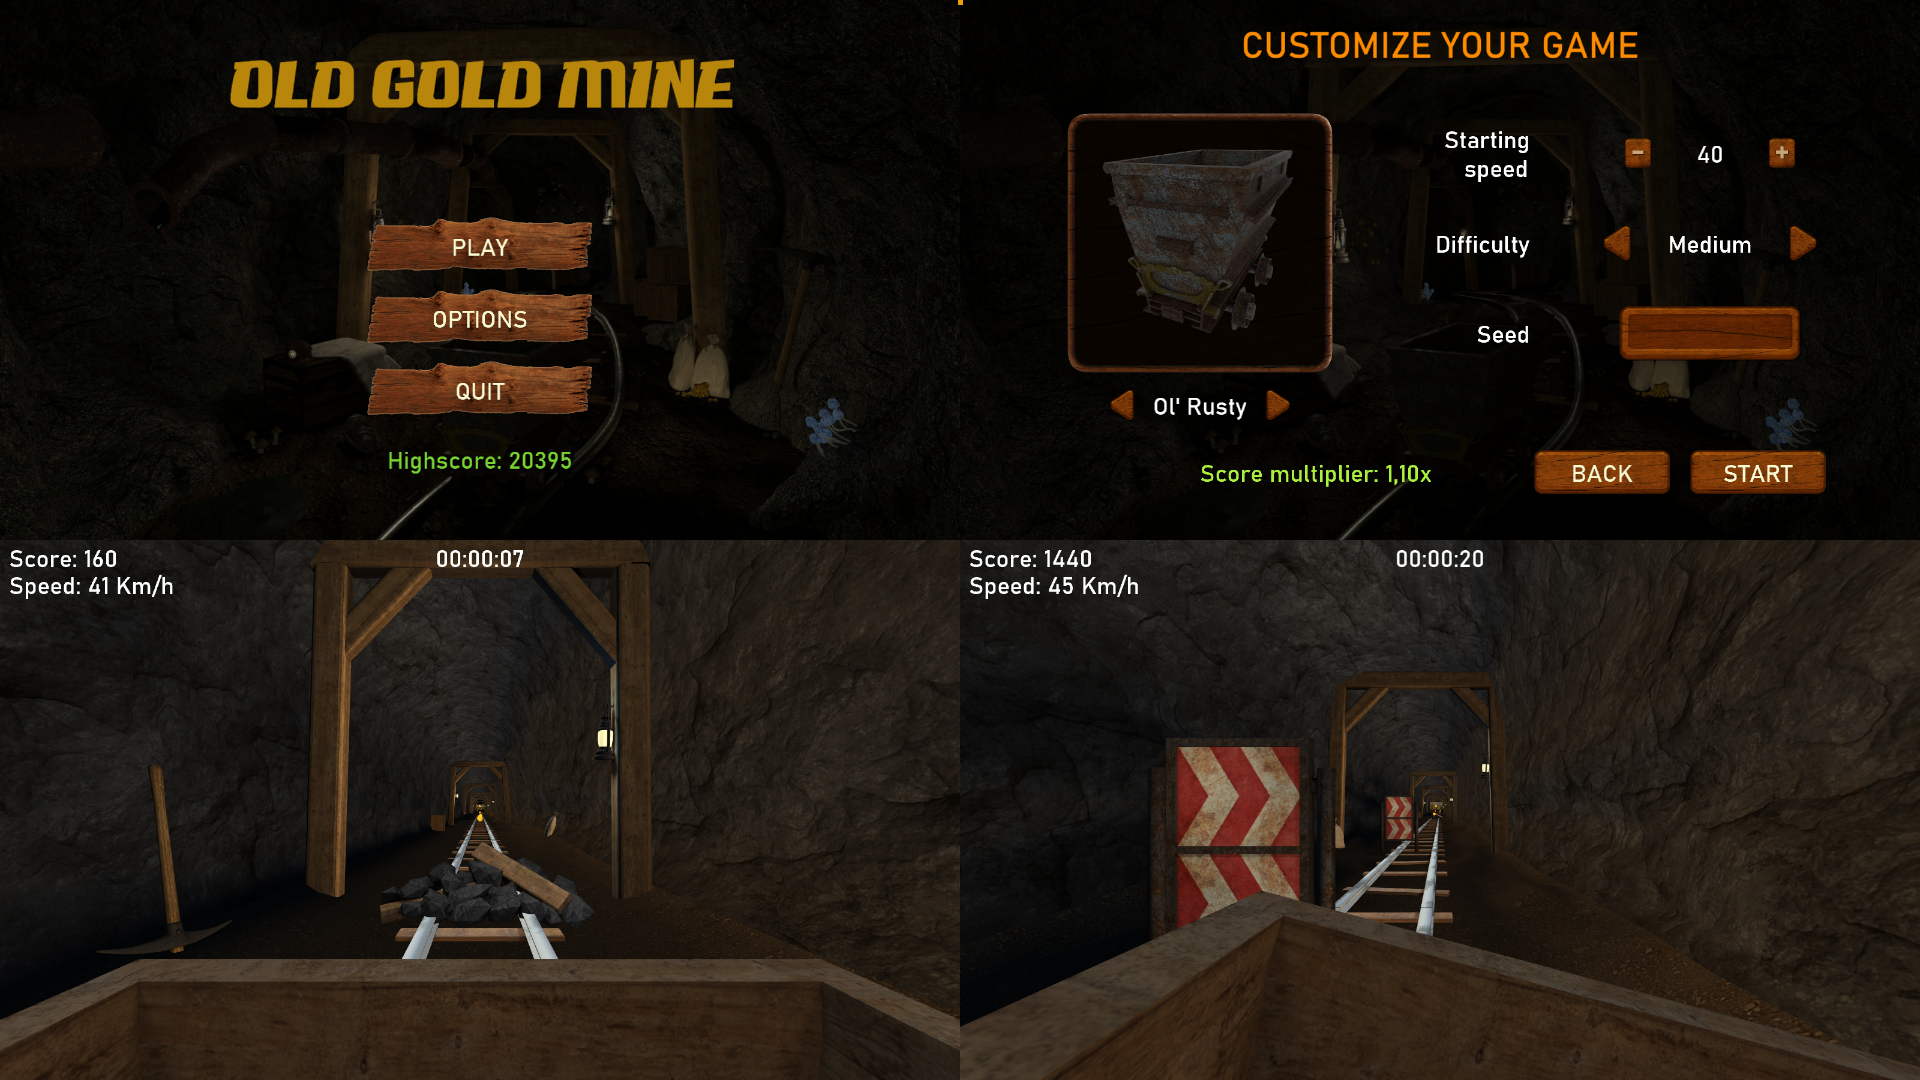 OLD GOLD MINE
PLAY
OPTIONS
QUIT
Highscore: 20395
CUSTOMIZE YOUR GAME
Starting
speed
- 40 +
Difficulty
Medium
Seed
Ol' Rusty
Score multiplier: 1,10x
BACK
START
Score: 160
Speed: 41 Km/h
00:00:07
Score: 1440
Speed: 45 Km/h
00:00:20